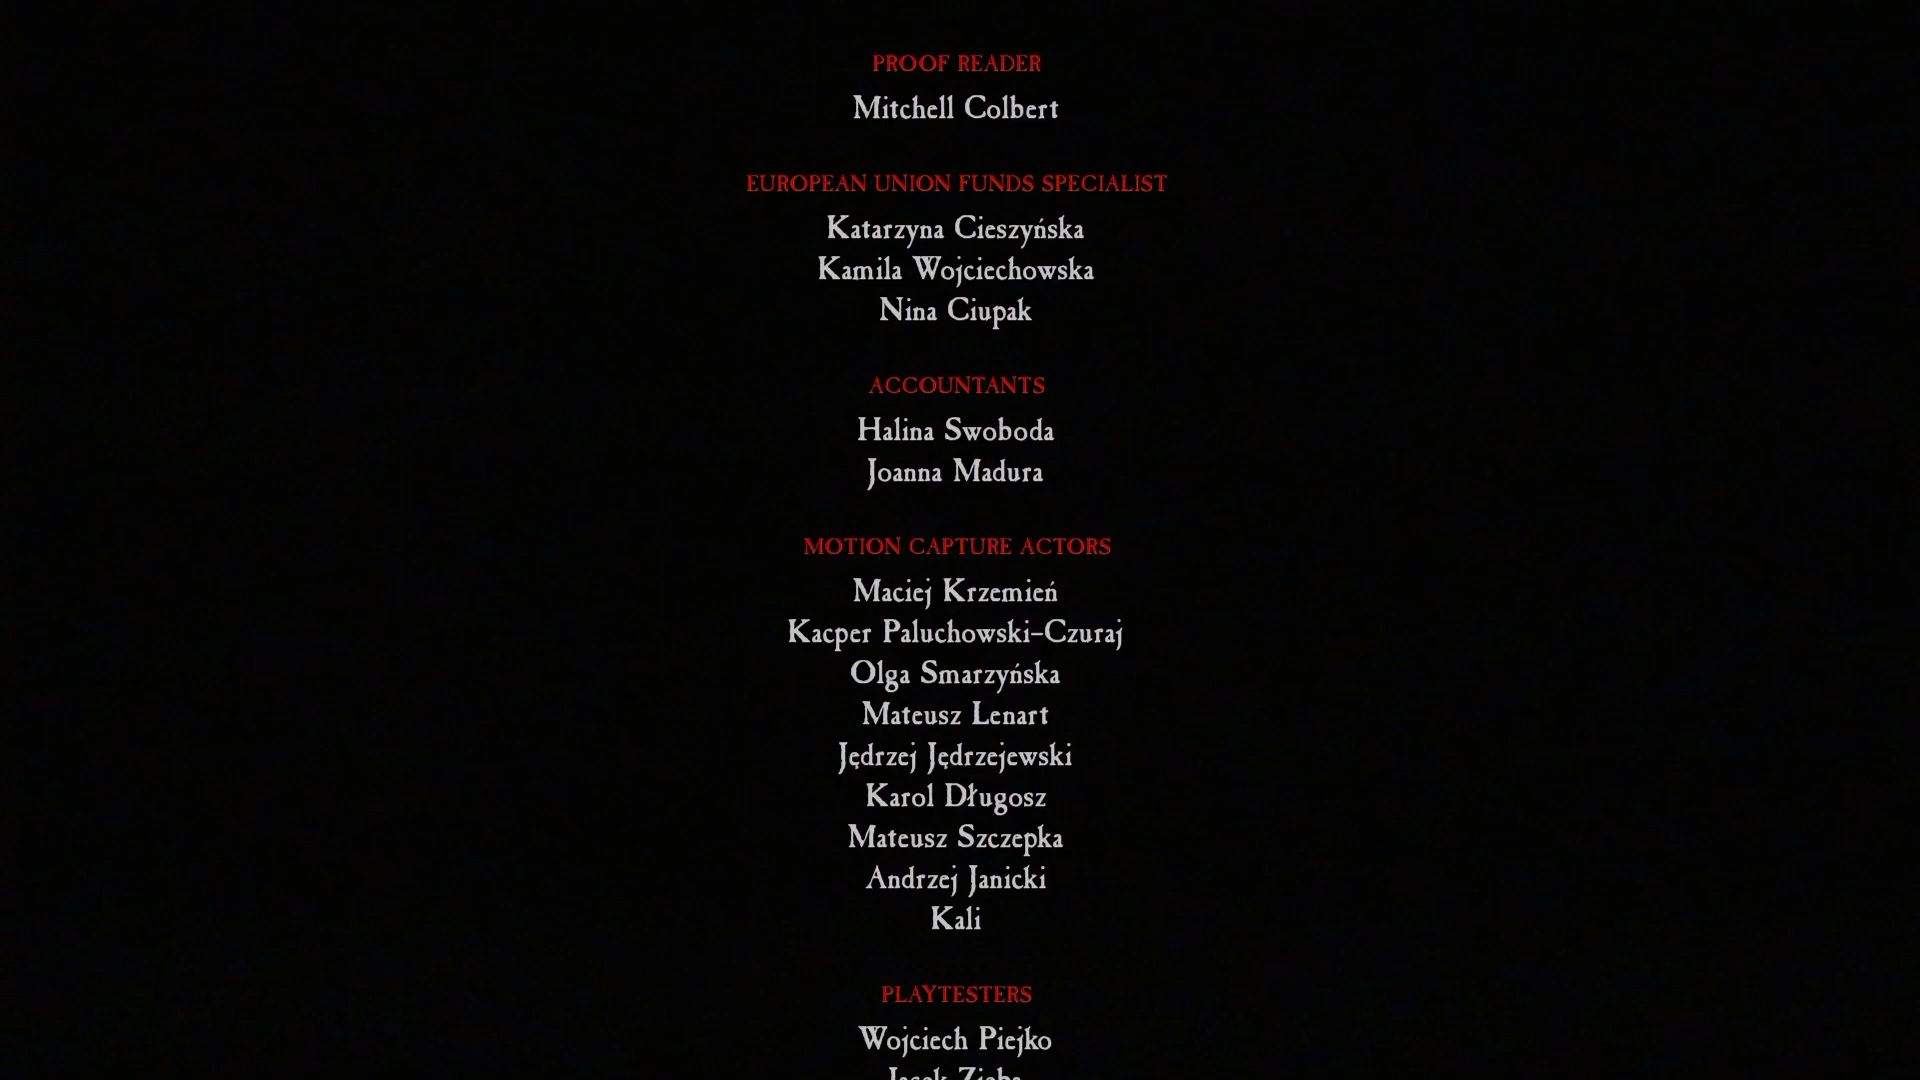 PROOF READER
Mitchell Colbert
EUROPEAN UNION FUNDS SPECIALIST
Katarzyna Cieszyńska
Kamila Wojciechowska
Nina Ciupak
ACCOUNTANTS
Halina Swoboda
Joanna Madura
MOTION CAPTURE ACTORS
Maciej Krzemień
Kacper Paluchowski-Czuraj
Olga Smarzyńska
Mateusz Lenart
Jędrzej Jędrzejewski
Karol Długosz
Mateusz Szczepka
Andrzej Janicki
Kali
PLAYTESTERS
Wojciech Piejko